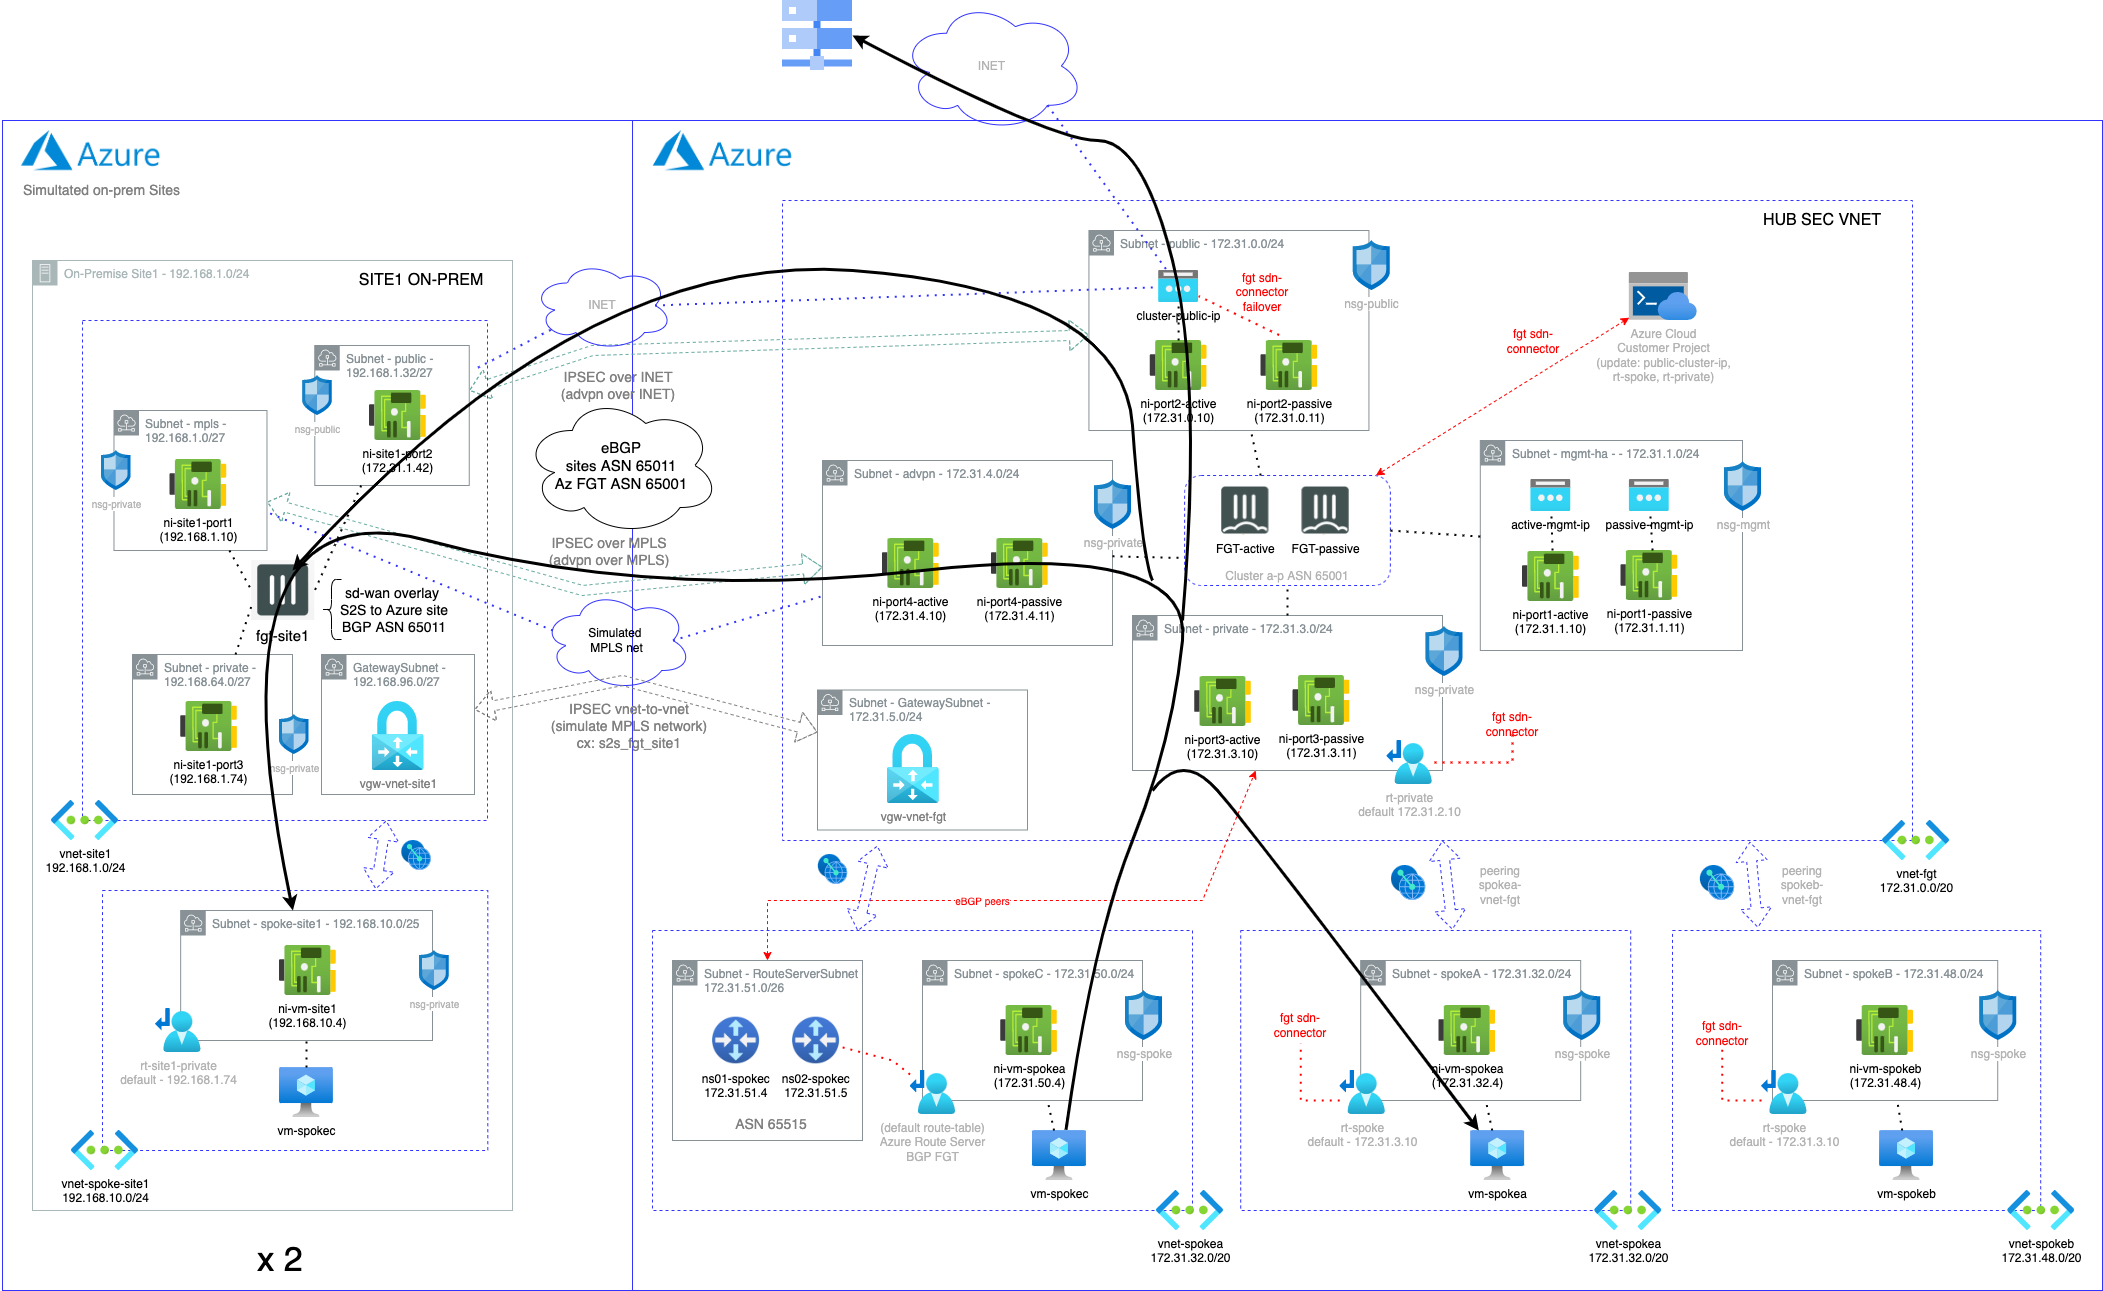 INET
Azure
Simultated on-prem Sites
Azure
HUB SEC VNET
On-Premise Site1 - 192.168.1.0/24
SITE1 ON-PREM
Subnet - public -
192.168.1.32/27
nsg-public
ni-site1-port2
(172.31.1.42)
Subnet - mpls -
192.168.1.0/27
nsg-private
ni-site1-port1
(192.168.1.10)
fgt-site1
sd-wan overlay
S2S to Azure site
BGP ASN 65011
Subnet - private -
192.168.64.0/27
ni-site1-port3
(192.168.1.74)
nsg-private
GatewaySubnet -
192.168.96.0/27
vgw-vnet-site1
vnet-site1
192.168.1.0/24
Subnet - spoke-site1 - 192.168.10.0/25
ni-vm-site1
(192.168.10.4)
nsg-private
rt-site1-private
default - 192.168.1.74
vm-spokec
vnet-spoke-site1
192.168.10.0/24
x 2
INET
IPSEC over INET
(advpn over INET)
eBGP
sites ASN 65011
Az FGT ASN 65001
IPSEC over MPLS
(advpn over MPLS)
Simulated
MPLS net
IPSEC vnet-to-vnet
(simulate MPLS network)
cx: s2s_fgt_site1
Subnet - public - 172.31.0.0/24
cluster-public-ip
fgt sdn-
connector
failover
nsg-public
ni-port2-active
(172.31.0.10)
ni-port2-passive
(172.31.0.11)
fgt sdn-
connector
Azure Cloud
Customer Project
(update: public-cluster-ip,
rt-spoke, rt-private)
Subnet - advpn - 172.31.4.0/24
nsg-private
ni-port4-active
(172.31.4.10)
ni-port4-passive
(172.31.4.11)
FGT-active
FGT-passive
Cluster a-p ASN 65001
Subnet - mgmt-ha - - 172.31.1.0/24
active-mgmt-ip
passive-mgmt-ip
nsg-mgmt
ni-port1-active
(172.31.1.10)
ni-port1-passive
(172.31.1.11)
Subnet - private - 172.31.3.0/24
nsg-private
ni-port3-active
(172.31.3.10)
ni-port3-passive
(172.31.3.11)
fgt sdn-
connector
rt-private
default 172.31.2.10
Subnet - GatewaySubnet -
172.31.5.0/24
vgw-vnet-fgt
vnet-fgt
172.31.0.0/20
peering
spokea-
vnet-fgt
peering
spokeb-
vnet-fgt
eBGP peers
Subnet - RouteServerSubnet
172.31.51.0/26
ns01-spokec
172.31.51.4
ns02-spokec
172.31.51.5
ASN 65515
Subnet - spokeC - 172.31.50.0/24
ni-vm-spokea
(172.31.50.4)
nsg-spoke
(default route-table)
Azure Route Server
BGP FGT
vm-spokec
vnet-spokea
172.31.32.0/20
Subnet - spokeA - 172.31.32.0/24
fgt sdn-
connector
ni-vm-spokea
(172.31.32.4)
nsg-spoke
rt-spoke
default - 172.31.3.10
vm-spokea
vnet-spokea
172.31.32.0/20
Subnet - spokeB - 172.31.48.0/24
fgt sdn-
connector
ni-vm-spokeb
(172.31.48.4)
nsg-spoke
rt-spoke
default - 172.31.3.10
vm-spokeb
vnet-spokeb
172.31.48.0/20